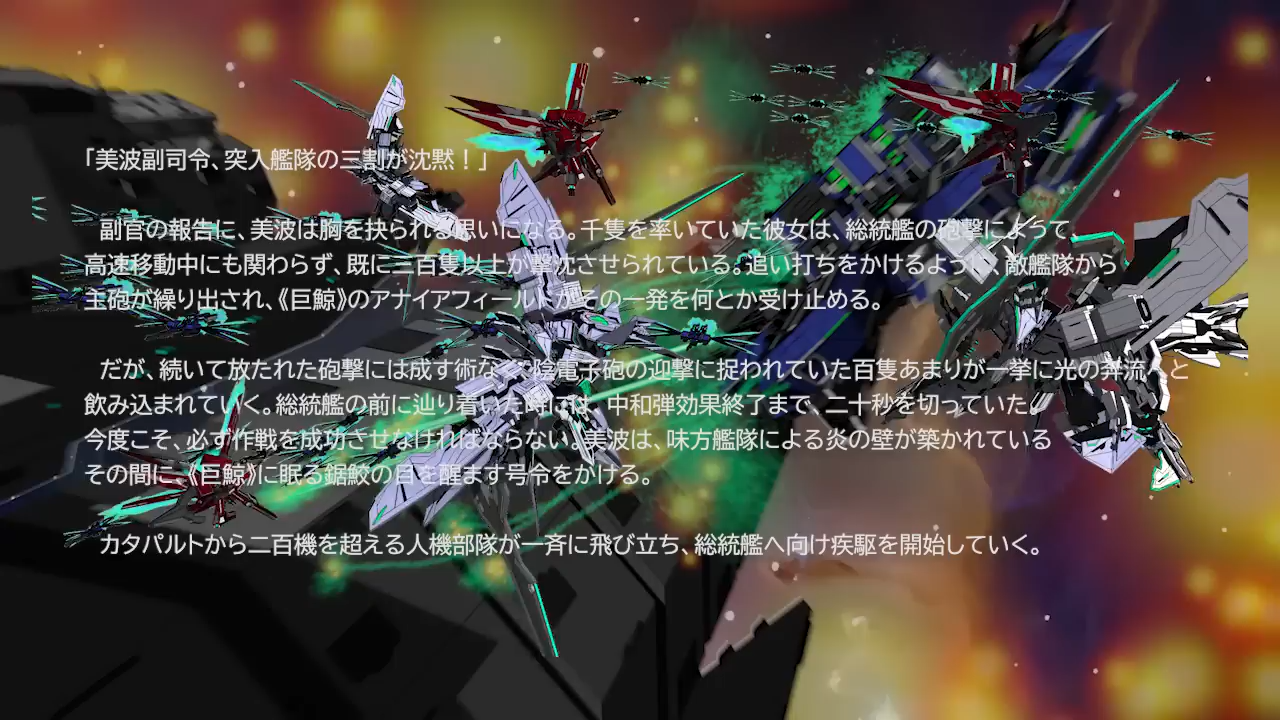 「美波副司令、突入艦隊の三割が沈黙！」
副官の報告に、美波は胸を抉られる思いになる。千隻を率いていた彼女は、総統艦の砲撃によって、
高速移動中にも関わらず、既に三百隻以上が撃沈させられている。追い打ちをかけるように、敵艦隊から
主砲が繰り出され、《巨鯨》のアナイアフィールドがその一発を何とか受け止める。
だが、続いて放たれた砲撃には成す術なく、陰電子砲の迎撃に捉われていた百隻あまりが一挙に光の奔流へと
飲み込まれていく。総統艦の前に辿り着いた時には、中和弾効果終了まで、二十秒を切っていた。
今度こそ、必ず作戦を成功させなければならない。美波は、味方艦隊による炎の壁が築かれている
その間に、《巨鯨》に眠る鋸鮫の目を醒ます号令をかける。
カタパルトから二百機を超える人機部隊が一斉に飛び立ち、総統艦へ向け疾駆を開始していく。